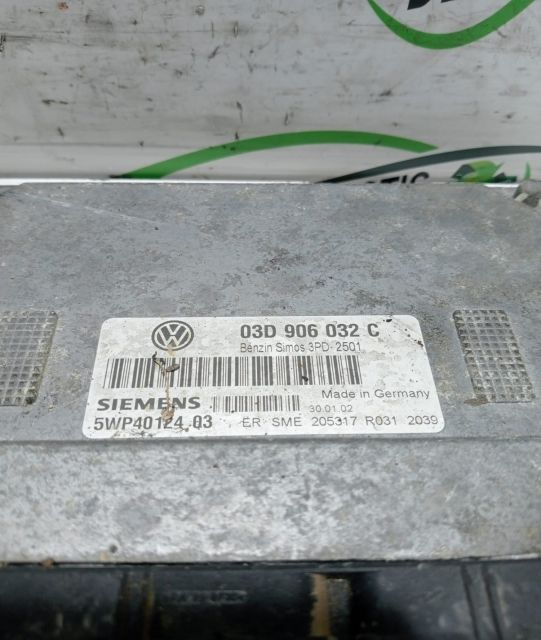 VW
03D 906 032 C
Benzin Simos 3PD- 2501
Made in Germany
SIEMENS
30.01.02
5WP40124 03
ER SME 205317 R031 2039